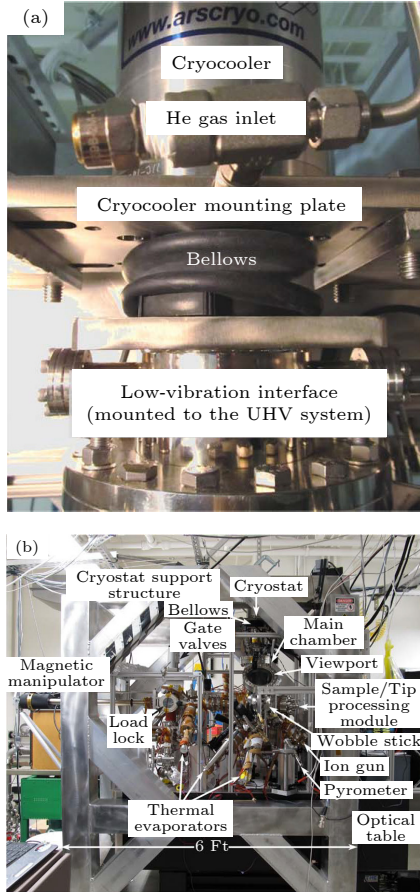 (a)
www.arscryo.com
Cryocooler
He gas inlet
Cryocooler mounting plate
Bellows
Low-vibration interface
(mounted to the UHV system)
(b)
Cryostat support
structure
Cryostat
Bellows
Gate
valves
Main
chamber
Viewport
Magnetic
manipulator
Sample/Tip
processing
module
Load
lock
Wobble stick
Ion gun
Pyrometer
Thermal
evaporators
Optical
table
6 Ft